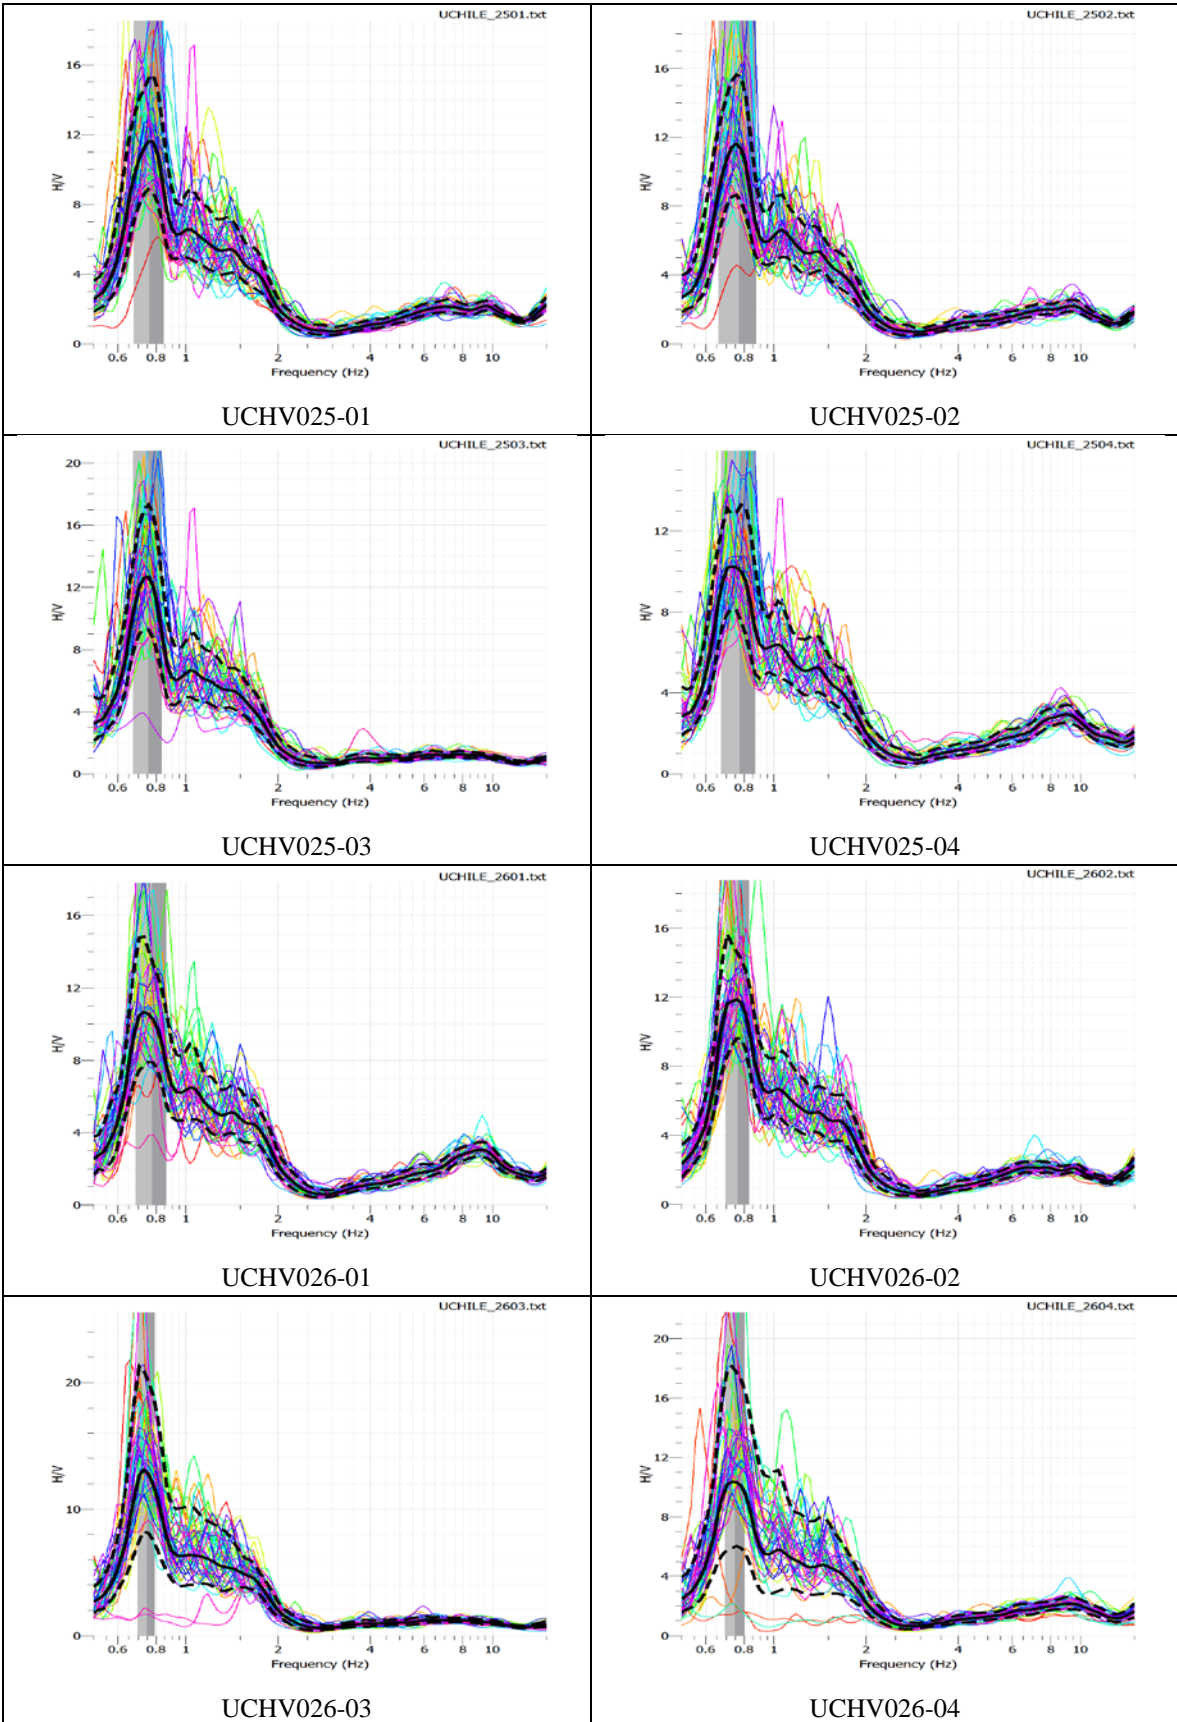 UCHILE_2501.txt
H/V
16
12
8
4
0
0.6 0.8 1 2 4 6 8 10
Frequency (Hz)
UCHV025-01
UCHILE_2502.txt
H/V
16
12
8
4
0
0.6 0.8 1 2 4 6 8 10
Frequency (Hz)
UCHV025-02
UCHILE_2503.txt
H/V
20
16
12
8
4
0
0.6 0.8 1 2 4 6 8 10
Frequency (Hz)
UCHV025-03
UCHILE_2504.txt
H/V
12
8
4
0
0.6 0.8 1 2 4 6 8 10
Frequency (Hz)
UCHV025-04
UCHILE_2601.txt
H/V
16
12
8
4
0
0.6 0.8 1 2 4 6 8 10
Frequency (Hz)
UCHV026-01
UCHILE_2602.txt
H/V
16
12
8
4
0
0.6 0.8 1 2 4 6 8 10
Frequency (Hz)
UCHV026-02
UCHILE_2603.txt
H/V
20
10
0
0.6 0.8 1 2 4 6 8 10
Frequency (Hz)
UCHV026-03
UCHILE_2604.txt
H/V
20
16
12
8
4
0
0.6 0.8 1 2 4 6 8 10
Frequency (Hz)
UCHV026-04